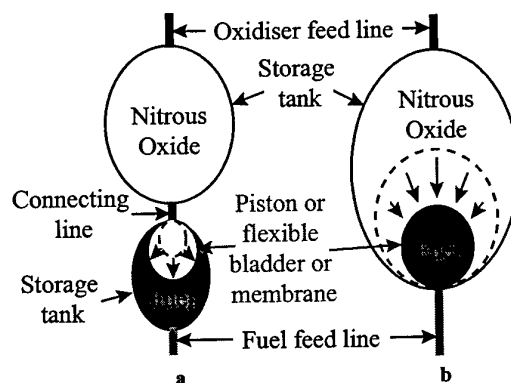 Oxidiser feed line
Storage
tank
Nitrous
Oxide
Nitrous
Oxide
Connecting
line
Piston or
flexible
bladder or
membrane
Storage
tank
Fuel feed line
a
b